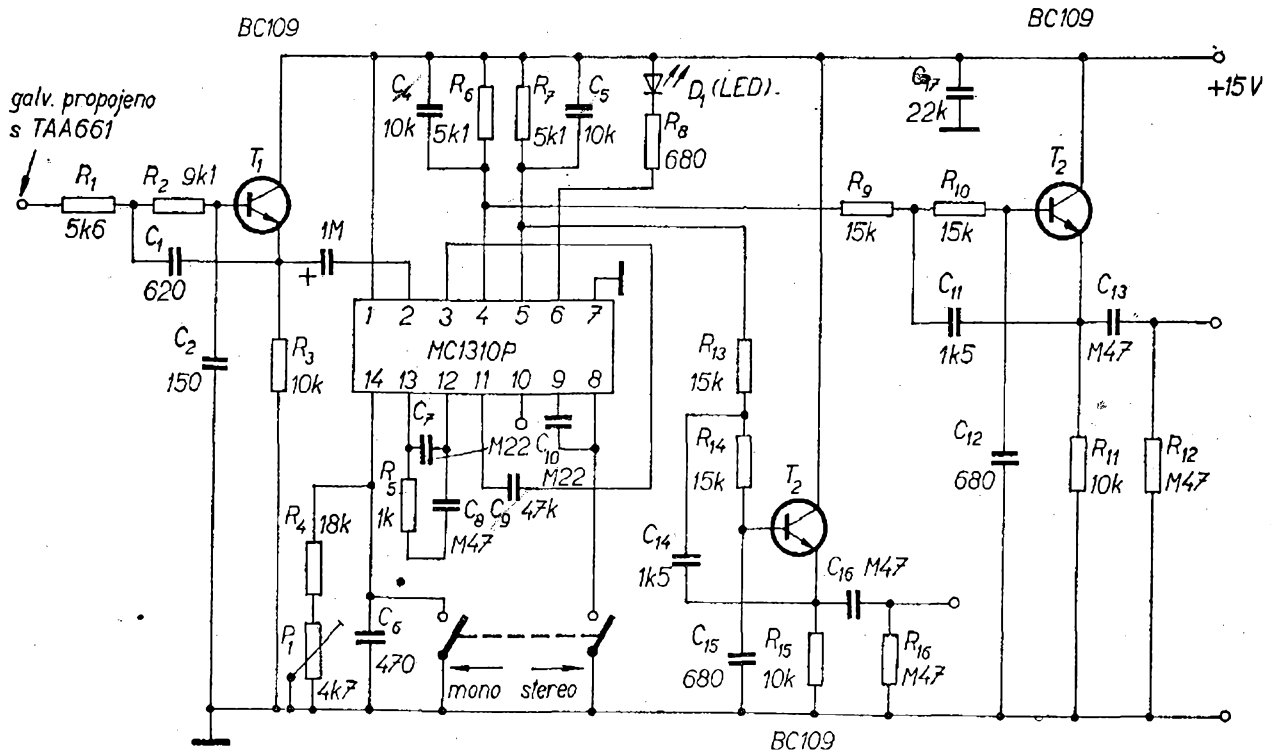 BC109
BC109
galv. propojeno
s TAA661
+15V
C4
10k
R6
5k1
R7
5k1
C5
10k
D1 (LED).
R8
680
22k
R1
5k6
R2 9k1
T1
C1
620
1M
+
C2
150
R3
10k
1 2 3 4 5 6 7
MC1310P
14 13 12 11 10 9 8
R9
15k
R10
15k
T2
C11
1k5
C13
M47
C12
680
R11
10k
R12
M47
R13
15k
R14
15k
T2
C14
1k5
C16 M47
C15
680
R15
10k
R16
M47
C7
M22
C10
M22
R5
1k
C8
M47
C9
47k
R4
18k
P1
4k7
C6
470
mono stereo
BC109